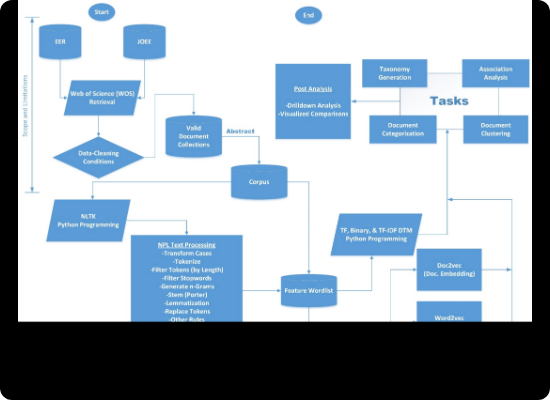 Start
End
EER
JOEE
Scope and Limitations
Web of Science (WOS)
Retrieval
Data-Cleaning
Conditions
Valid
Document
Collections
Abstract
Corpus
Post Analysis
-Drilldown Analysis
-Visualized Comparisons
Taxonomy
Generation
Association
Analysis
Tasks
Document
Categorization
Document
Clustering
NLTK
Python Programming
NPL Text Processing
-Transform Cases
-Tokenize
-Filter Tokens (by Length)
-Filter Stopwords
-Generate n-Grams
-Stem (Porter)
-Lemmatization
-Replace Tokens
-Other Rules
Feature Wordlist
TF, Binary, & TF-IDF DTM
Python Programming
Doc2vec
(Doc. Embedding)
Word2vec